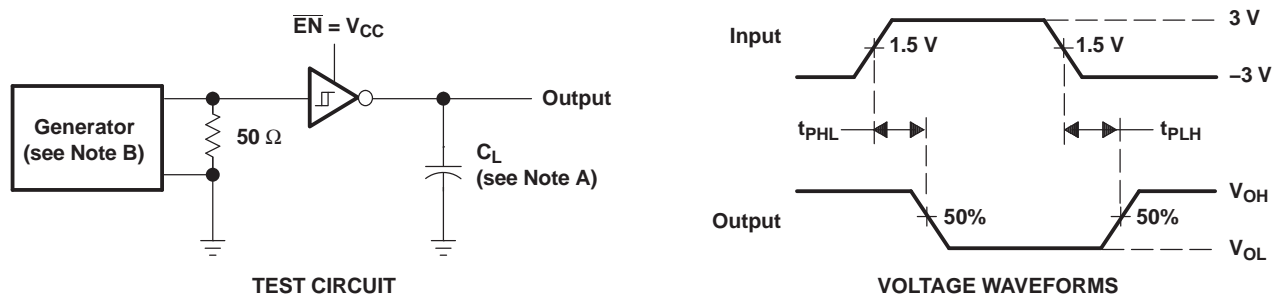 EN = VCC
Generator
(see Note B)
50 Ω
CL
(see Note A)
Output
TEST CIRCUIT
Input
3 V
1.5 V
1.5 V
–3 V
tPHL
tPLH
Output
50%
50%
VOH
VOL
VOLTAGE WAVEFORMS